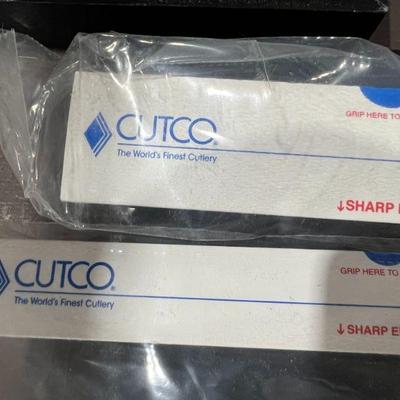 CUTCO®
The World's Finest Cutlery
GRIP HERE TO
↓SHARP
CUTCO®
The World's Finest Cutlery
GRIP HERE TO
↓SHARP E